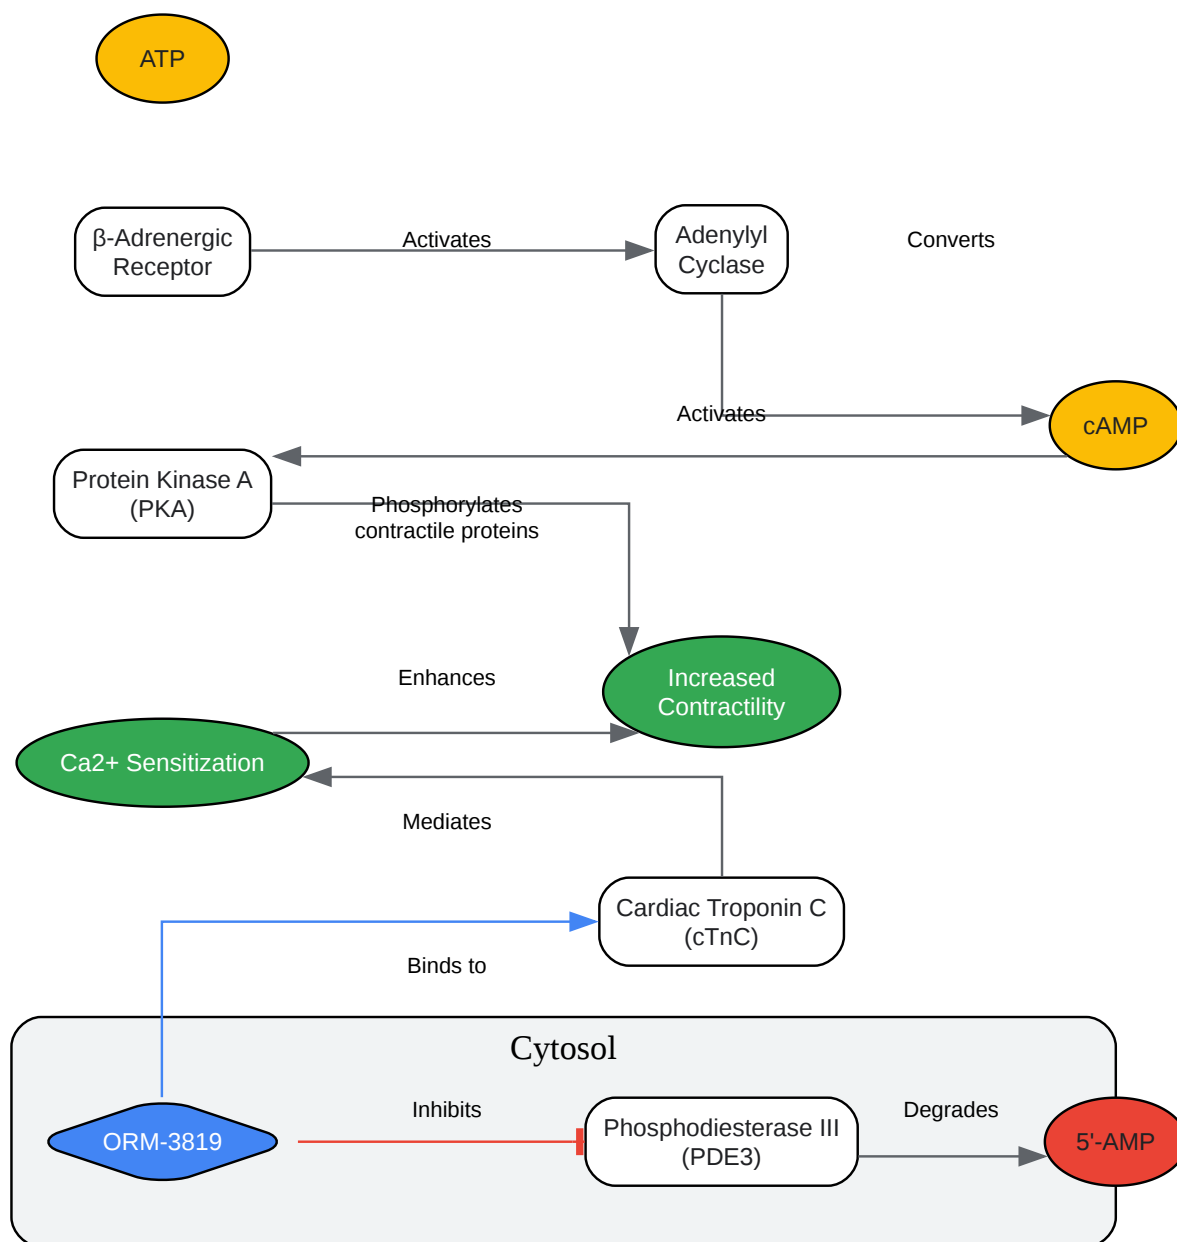 ATP
β-Adrenergic
Receptor
Activates
Adenylyl
Cyclase
Converts
Activates
cAMP
Protein Kinase A
(PKA)
Phosphorylates
contractile proteins
Enhances
Increased
Contractility
Ca2+ Sensitization
Mediates
Cardiac Troponin C
(cTnC)
Binds to
Cytosol
ORM-3819
Inhibits
Phosphodiesterase III
(PDE3)
Degrades
5'-AMP